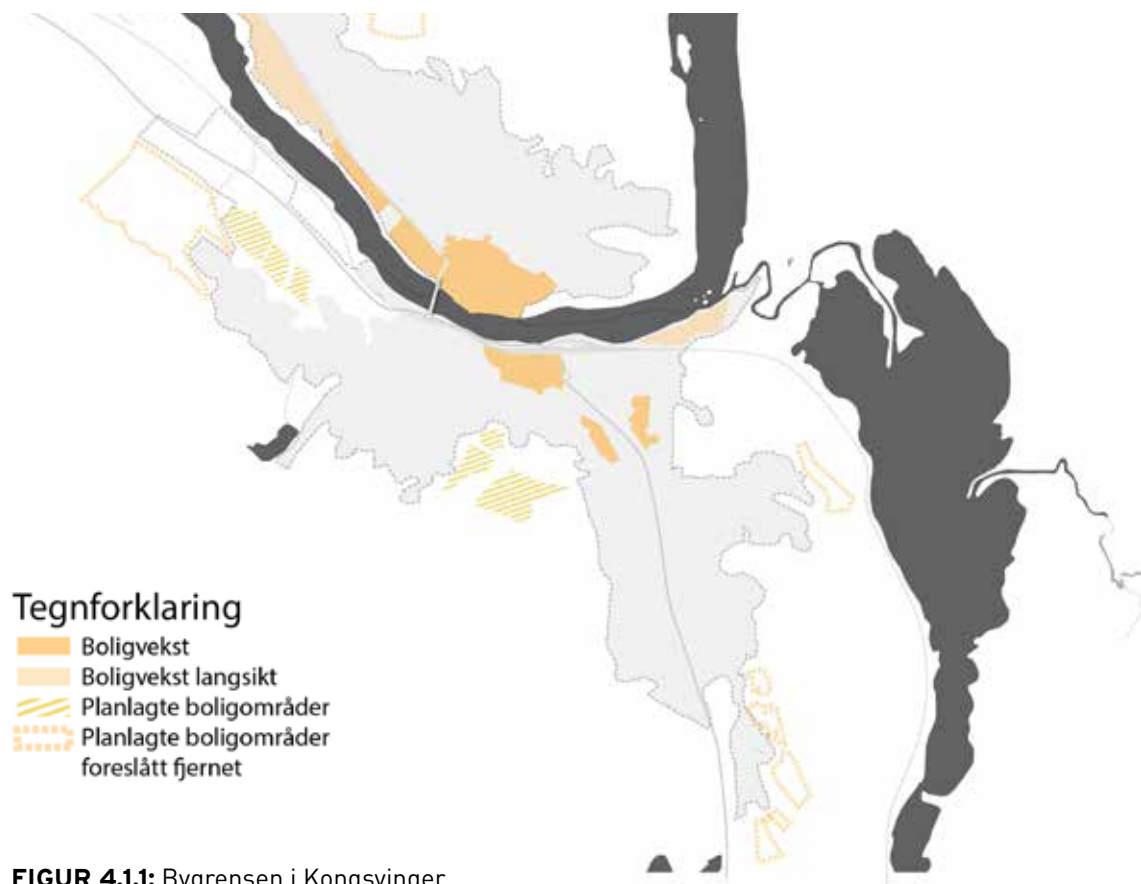 Tegnforklaring
Boligvekst
Boligvekst langsikt
Planlagte boligområder
Planlagte boligområder
foreslått fjernet
FIGUR 4.1.1: Bygrensen i Kongsvinger